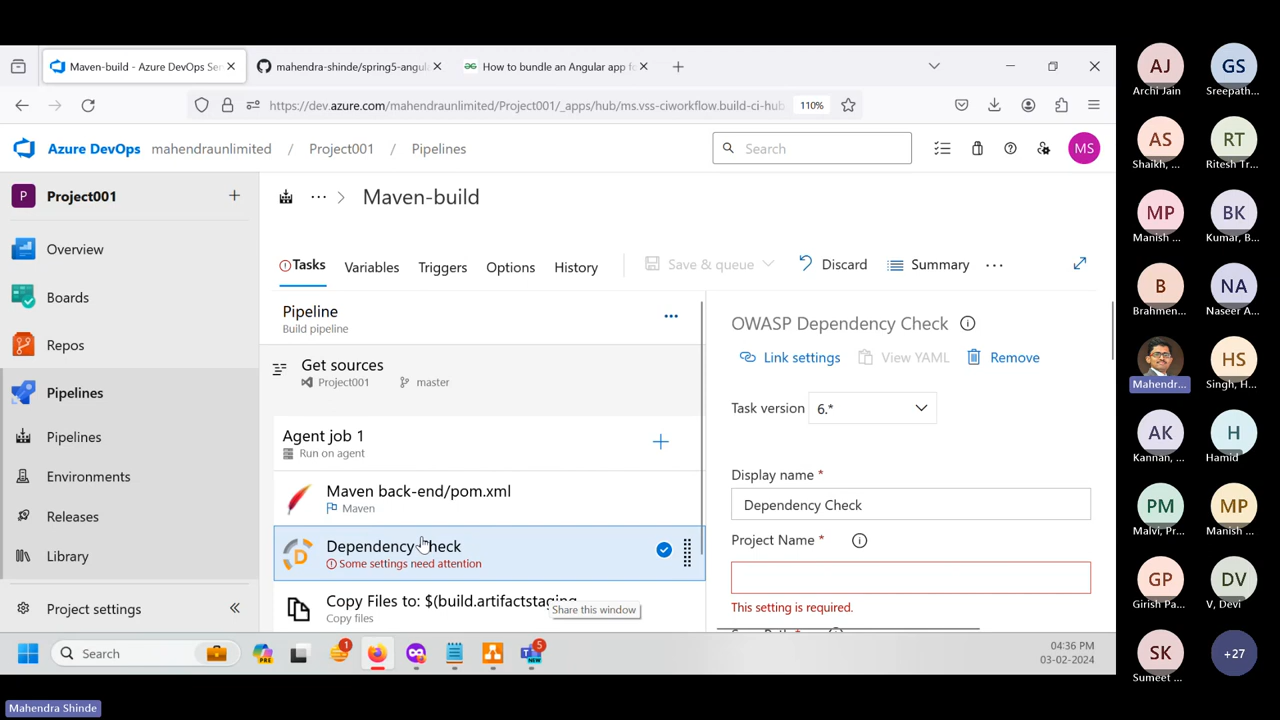 Maven-build - Azure DevOps Ser
mahendra-shinde/spring5-angula
How to bundle an Angular app fo
https://dev.azure.com/mahendraunlimited/Project001/_apps/hub/ms.vss-ciworkflow.build-ci-hub
110%
Azure DevOps
mahendraunlimited / Project001 / Pipelines
Search
MS
P
Project001
Overview
Boards
Repos
Pipelines
Pipelines
Environments
Releases
Library
Project settings
Maven-build
Tasks
Variables
Triggers
Options
History
Save & queue
Discard
Summary
Pipeline
Build pipeline
Get sources
Project001
master
Agent job 1
Run on agent
Maven back-end/pom.xml
Maven
Dependency Check
Some settings need attention
Copy Files to: $(build.artifactstaging
Copy files
Share this window
OWASP Dependency Check
Link settings
View YAML
Remove
Task version
6.*
Display name *
Dependency Check
Project Name *
This setting is required.
Search
PRE
1
5
NEW
04:36 PM
03-02-2024
Mahendra Shinde
AJ
Archi Jain
GS
Sreepath...
AS
Shaikh, ...
RT
Ritesh Tr...
MP
Manish ...
BK
Kumar, B...
B
Brahmen...
NA
Naseer A...
Mahendr...
HS
Singh, H...
AK
Kannan, ...
H
Hamid
PM
Malvi, Pr...
MP
Manish ...
GP
Girish Pa...
DV
V, Devi
SK
Sumeet ...
+27